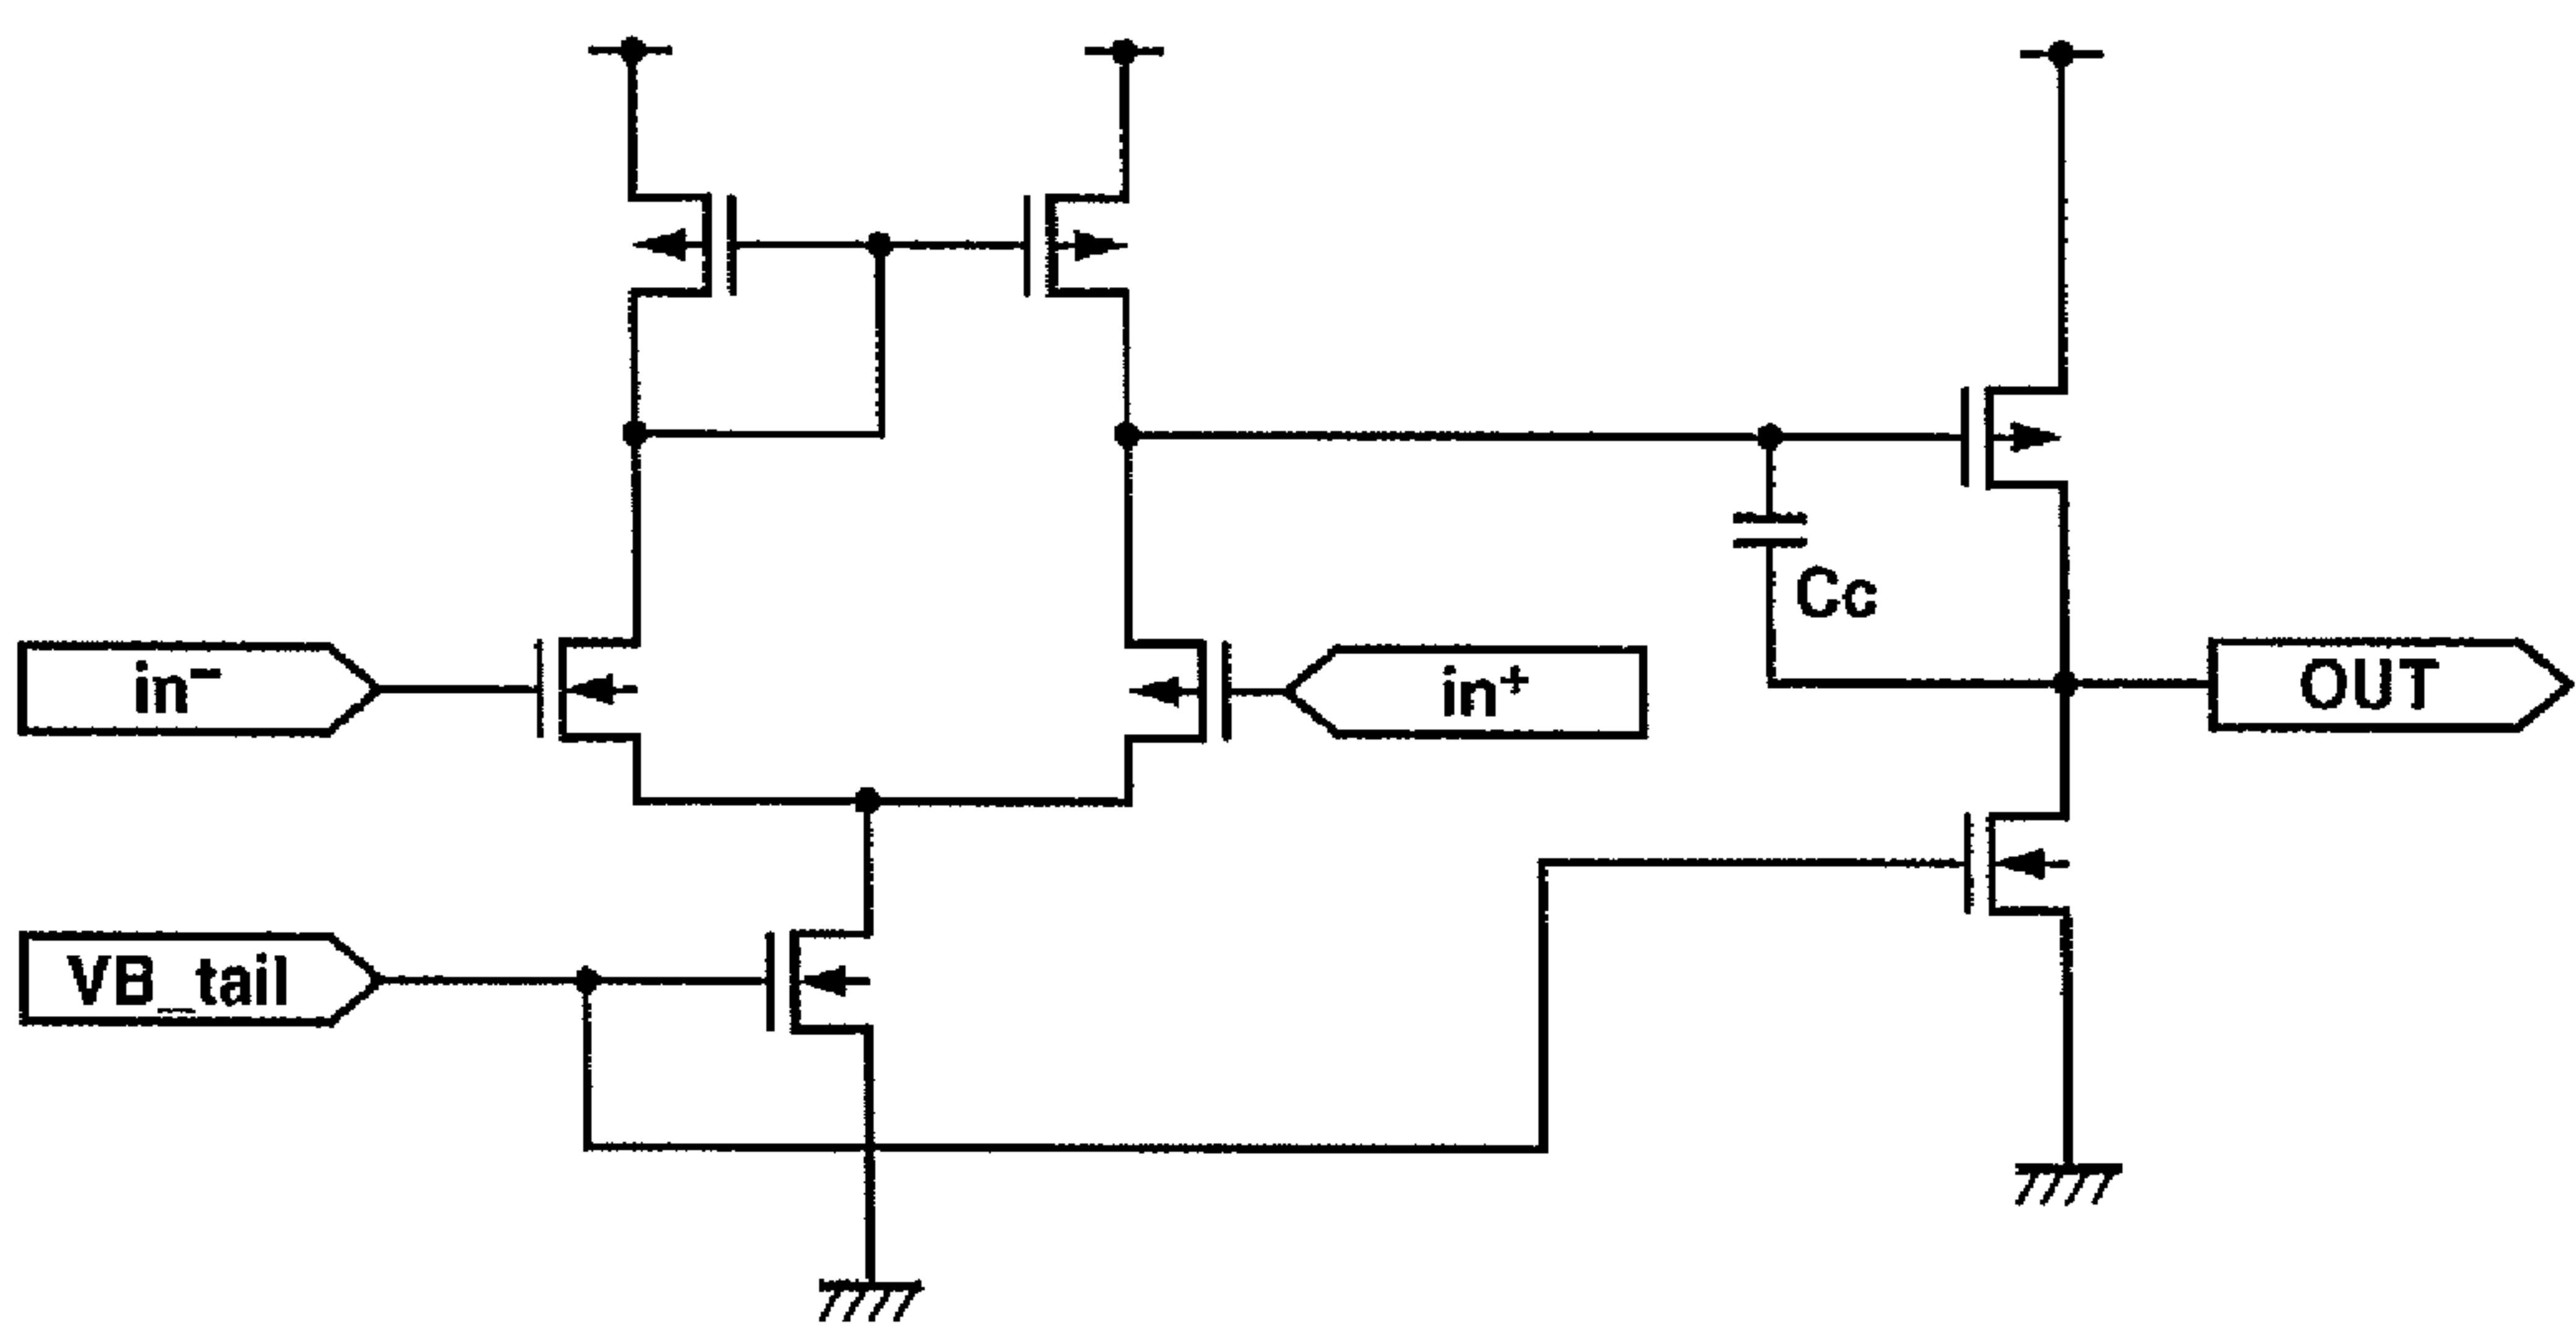 Cc
in⁻
in⁺
OUT
VB_tail